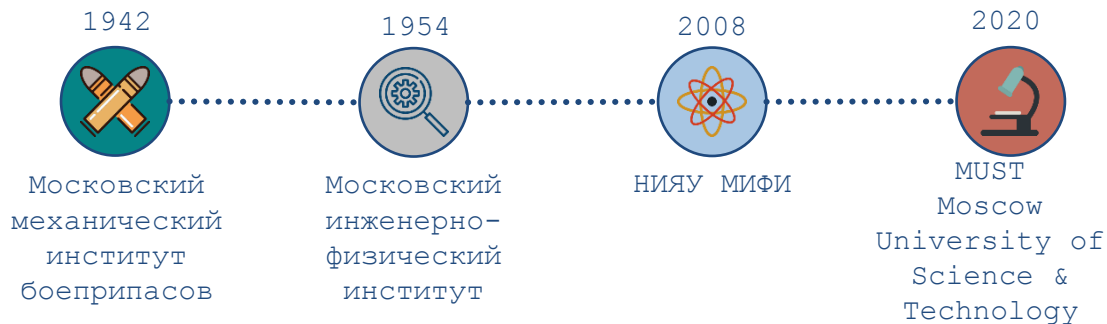 1942
Московский
механический
институт
боеприпасов
1954
Московский
инженерно-
физический
институт
2008
НИЯУ МИФИ
2020
MUST
Moscow
University of
Science &
Technology